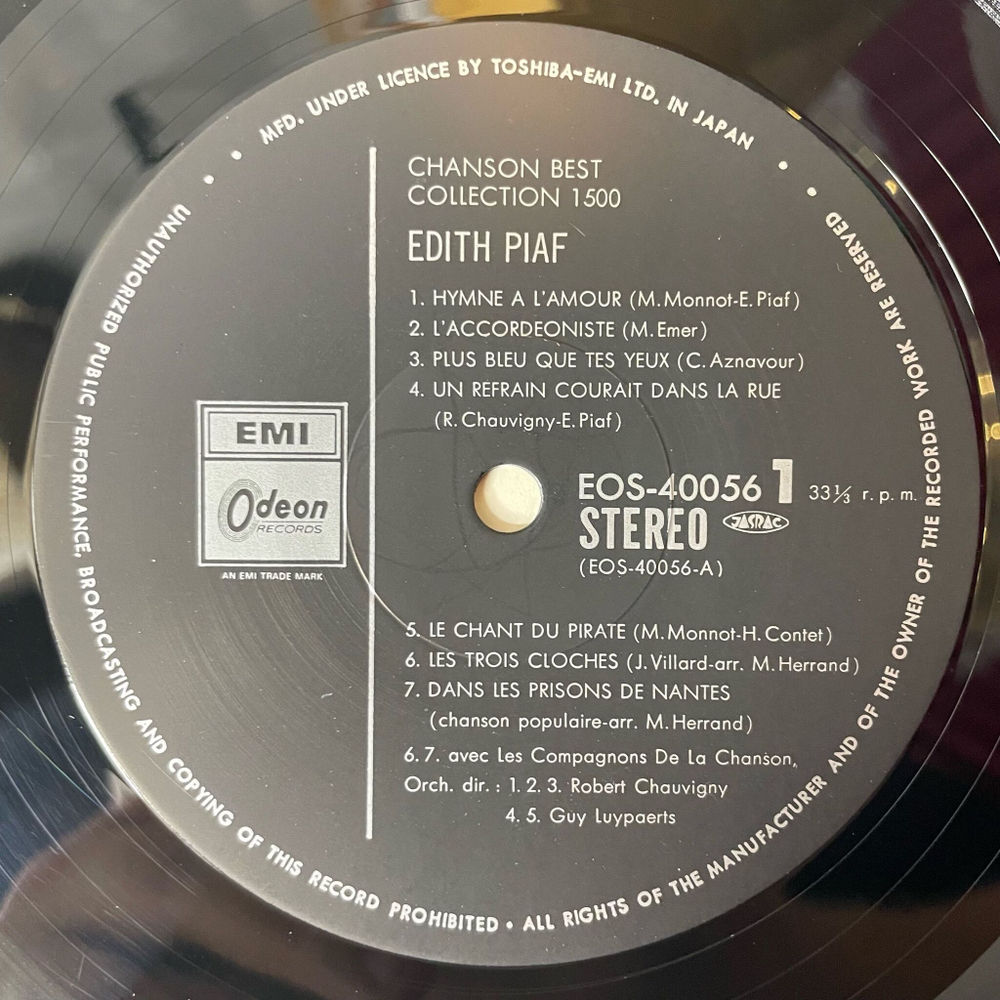 MFD. UNDER LICENCE BY TOSHIBA-EMI LTD. IN JAPAN
CHANSON BEST
COLLECTION 1500
EDITH PIAF
1. HYMNE A L'AMOUR (M.Monnot-E.Piaf)
2. L'ACCORDEONISTE (M.Emer)
3. PLUS BLEU QUE TES YEUX (C.Aznavour)
4. UN REFRAIN COURAIT DANS LA RUE
(R.Chauvigny-E.Piaf)
EMI
Odeon
RECORDS
AN EMI TRADE MARK
EOS-40056 1 33⅓ r. p. m.
STEREO JASRAC
(EOS-40056-A)
5. LE CHANT DU PIRATE (M.Monnot-H.Contet)
6. LES TROIS CLOCHES (J.Villard-arr. M.Herrand)
7. DANS LES PRISONS DE NANTES
(chanson populaire-arr. M.Herrand)
6.7. avec Les Compagnons De La Chanson,
Orch. dir. : 1. 2. 3. Robert Chauvigny
4. 5. Guy Luypaerts
UNAUTHORIZED PUBLIC PERFORMANCE, BROADCASTING AND COPYING OF THIS RECORD PROHIBITED • ALL RIGHTS OF THE MANUFACTURER AND OF THE OWNER OF THE RECORDED WORK ARE RESERVED